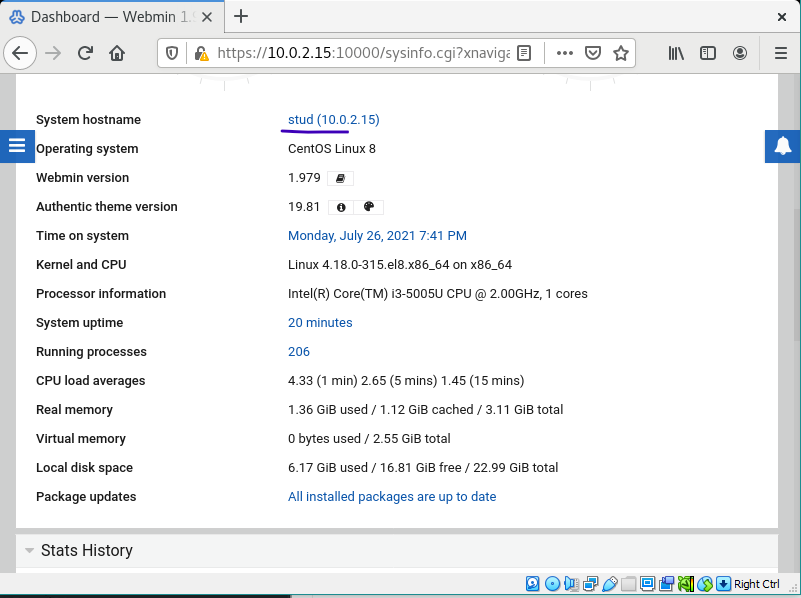 Dashboard — Webmin 1.9
https://10.0.2.15:10000/sysinfo.cgi?xnaviga
System hostname stud (10.0.2.15)
Operating system CentOS Linux 8
Webmin version 1.979
Authentic theme version 19.81
Time on system Monday, July 26, 2021 7:41 PM
Kernel and CPU Linux 4.18.0-315.el8.x86_64 on x86_64
Processor information Intel(R) Core(TM) i3-5005U CPU @ 2.00GHz, 1 cores
System uptime 20 minutes
Running processes 206
CPU load averages 4.33 (1 min) 2.65 (5 mins) 1.45 (15 mins)
Real memory 1.36 GiB used / 1.12 GiB cached / 3.11 GiB total
Virtual memory 0 bytes used / 2.55 GiB total
Local disk space 6.17 GiB used / 16.81 GiB free / 22.99 GiB total
Package updates All installed packages are up to date
Stats History
Right Ctrl